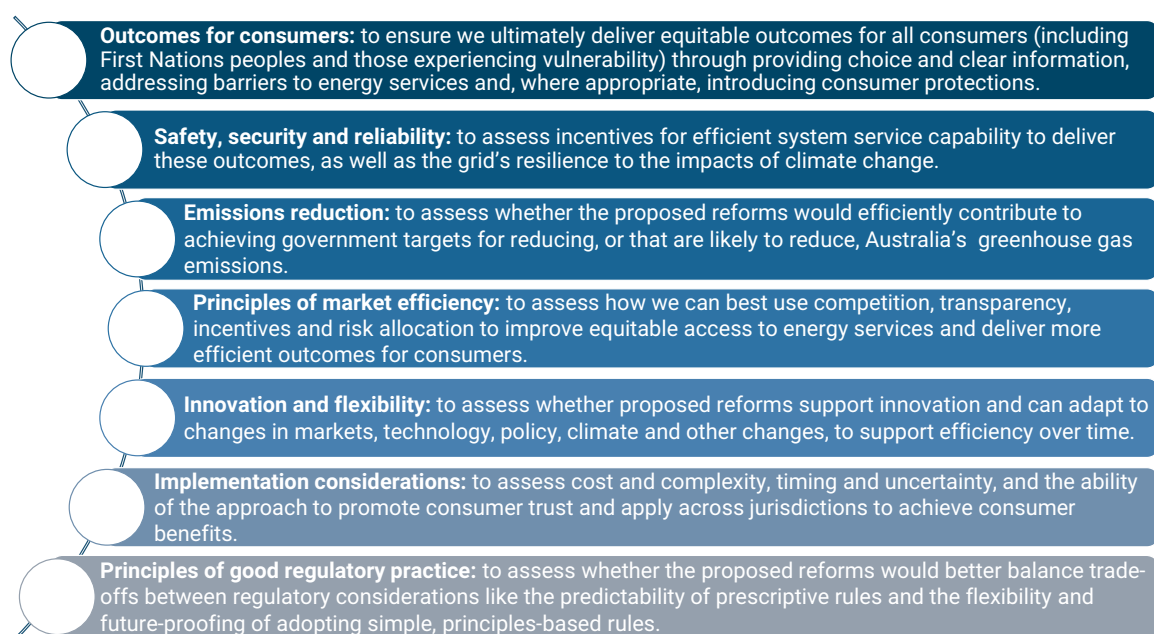 Outcomes for consumers: to ensure we ultimately deliver equitable outcomes for all consumers (including
First Nations peoples and those experiencing vulnerability) through providing choice and clear information,
addressing barriers to energy services and, where appropriate, introducing consumer protections.
Safety, security and reliability: to assess incentives for efficient system service capability to deliver
these outcomes, as well as the grid's resilience to the impacts of climate change.
Emissions reduction: to assess whether the proposed reforms would efficiently contribute to
achieving government targets for reducing, or that are likely to reduce, Australia's  greenhouse gas
emissions.
Principles of market efficiency: to assess how we can best use competition, transparency,
incentives and risk allocation to improve equitable access to energy services and deliver more
efficient outcomes for consumers.
Innovation and flexibility: to assess whether proposed reforms support innovation and can adapt to
changes in markets, technology, policy, climate and other changes, to support efficiency over time.
Implementation considerations: to assess cost and complexity, timing and uncertainty, and the ability
of the approach to promote consumer trust and apply across jurisdictions to achieve consumer
benefits.
Principles of good regulatory practice: to assess whether the proposed reforms would better balance trade-
offs between regulatory considerations like the predictability of prescriptive rules and the flexibility and
future-proofing of adopting simple, principles-based rules.